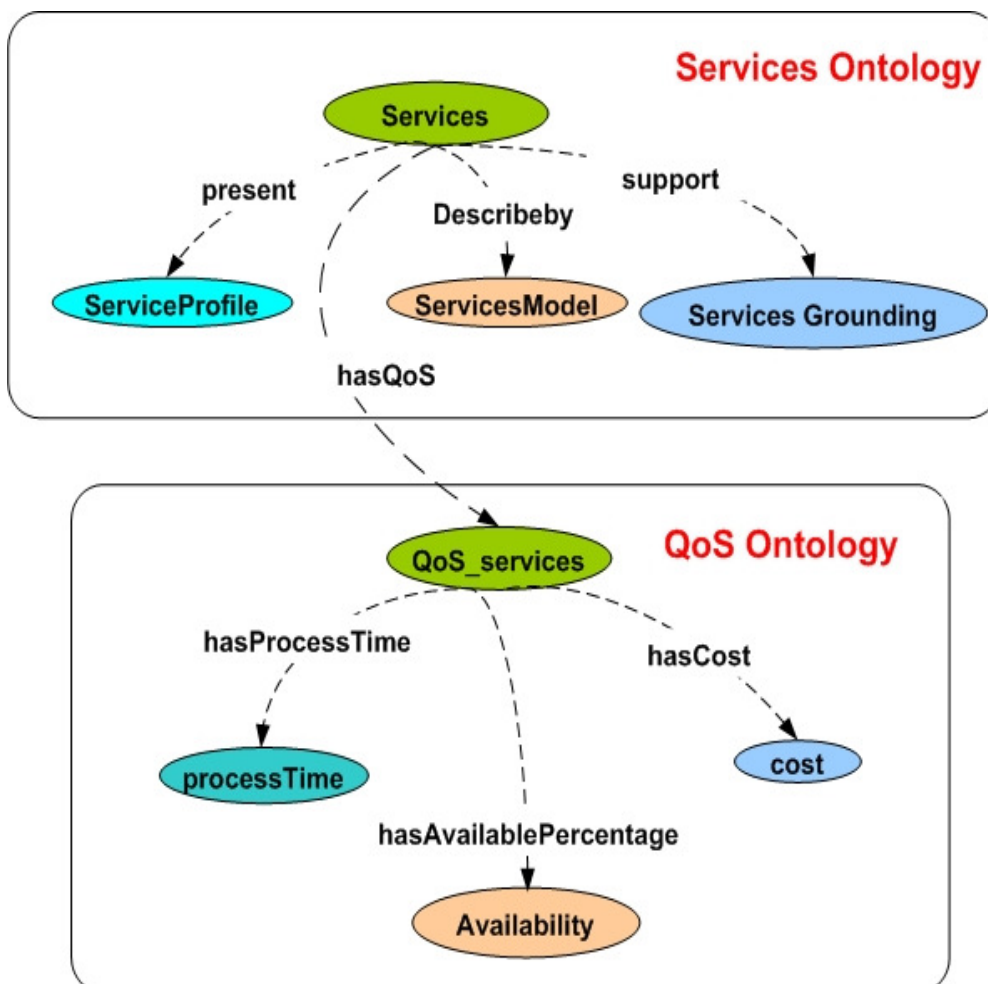 Services Ontology
Services
present
support
Describeby
ServiceProfile
ServicesModel
Services Grounding
hasQoS
QoS Ontology
QoS_services
hasProcessTime
hasCost
processTime
cost
hasAvailablePercentage
Availability